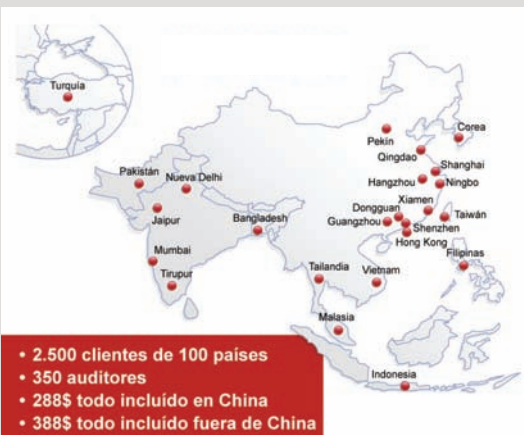 Turquía
Corea
Pekin
Qingdao
Shanghai
Pakistán
Nueva Delhi
Hangzhou
Ningbo
Xiamen
Jaipur
Bangladesh
Dongguan
Taiwán
Guangzhou
Shenzhen
Hong Kong
Mumbai
Filipinas
Tirupur
Tailandia
Vietnam
Malasia
Indonesia
• 2.500 clientes de 100 países
• 350 auditores
• 288$ todo incluído en China
• 388$ todo incluído fuera de China